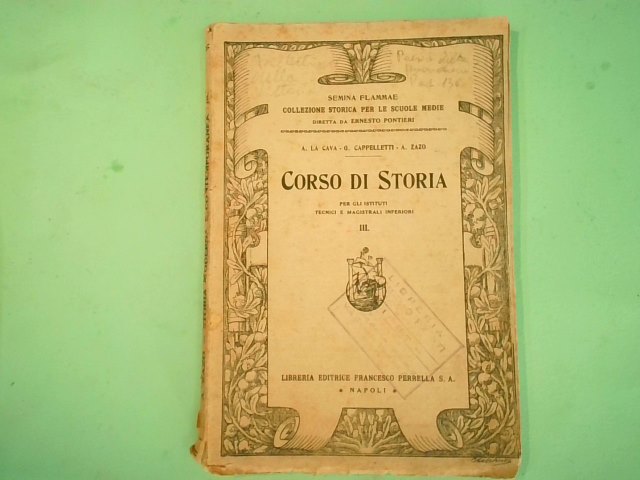 SEMINA FLAMMAE
COLLEZIONE STORICA PER LE SCUOLE MEDIE
DIRETTA DA ERNESTO PONTIERI
A. LA CAVA - G. CAPPELLETTI - A. ZAZO
CORSO DI STORIA
PER GLI ISTITUTI
TECNICI E MAGISTRALI INFERIORI
III.
LIBRERIA
LIBRERIA EDITRICE FRANCESCO PERRELLA S. A.
NAPOLI